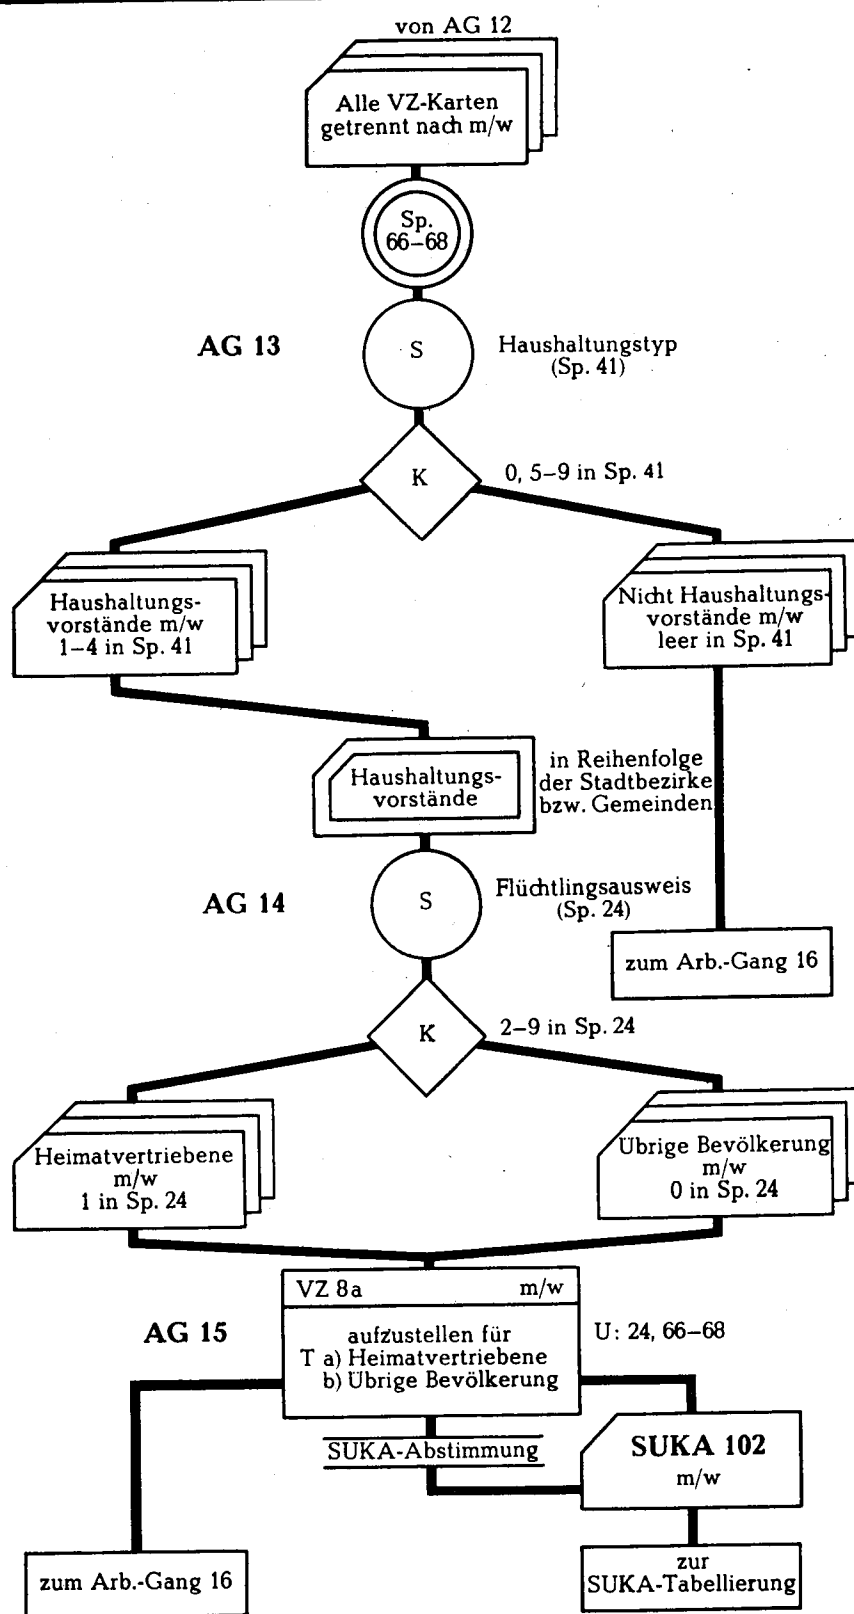 von AG 12
Alle VZ-Karten
getrennt nach m/w
Sp.
66–68
AG 13
S
Haushaltungstyp
(Sp. 41)
K
0, 5–9 in Sp. 41
Haushaltungs-
vorstände m/w
1–4 in Sp. 41
Nicht Haushaltungs-
vorstände m/w
leer in Sp. 41
Haushaltungs-
vorstände
in Reihenfolge
der Stadtbezirke
bzw. Gemeinden
AG 14
S
Flüchtlingsausweis
(Sp. 24)
zum Arb.-Gang 16
K
2–9 in Sp. 24
Heimatvertriebene
m/w
1 in Sp. 24
Übrige Bevölkerung
m/w
0 in Sp. 24
VZ 8a m/w
AG 15
aufzustellen für
T a) Heimatvertriebene
b) Übrige Bevölkerung
U: 24, 66–68
SUKA-Abstimmung
SUKA 102
m/w
zum Arb.-Gang 16
zur
SUKA-Tabellierung